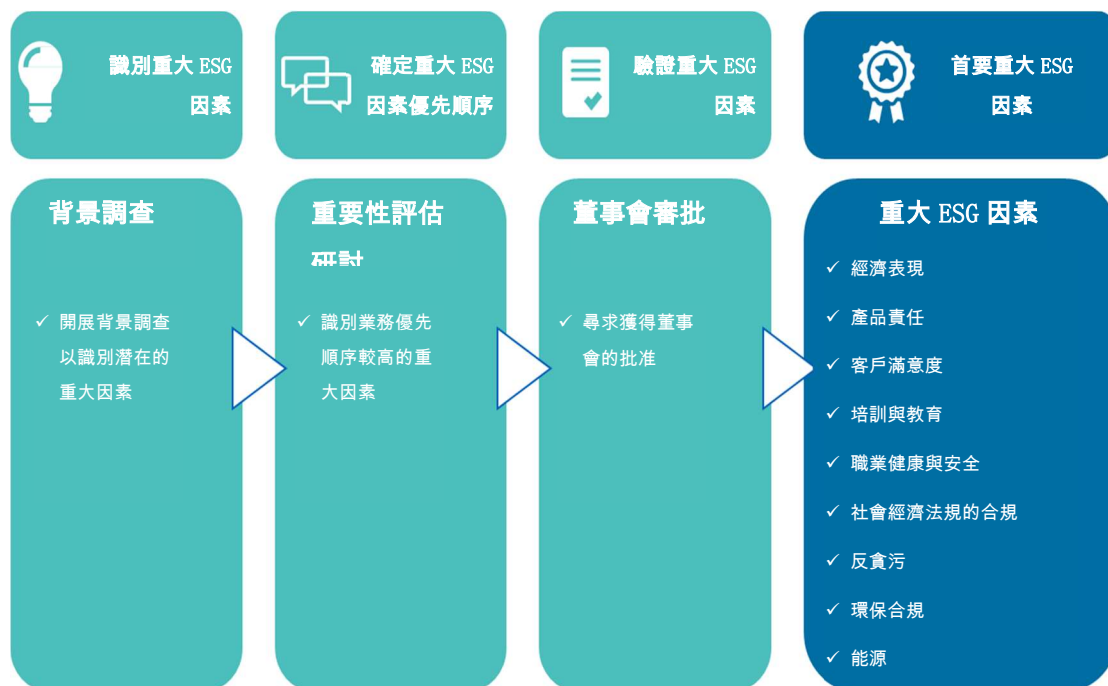 識別重大 ESG
因素
確定重大 ESG
因素優先順序
驗證重大 ESG
因素
首要重大 ESG
因素
背景調查
✓ 開展背景調查
以識別潛在的
重大因素
重要性評估
研討
✓ 識別業務優先
順序較高的重
大因素
董事會審批
✓ 尋求獲得董事
會的批准
重大 ESG 因素
✓ 經濟表現
✓ 產品責任
✓ 客戶滿意度
✓ 培訓與教育
✓ 職業健康與安全
✓ 社會經濟法規的合規
✓ 反貪污
✓ 環保合規
✓ 能源